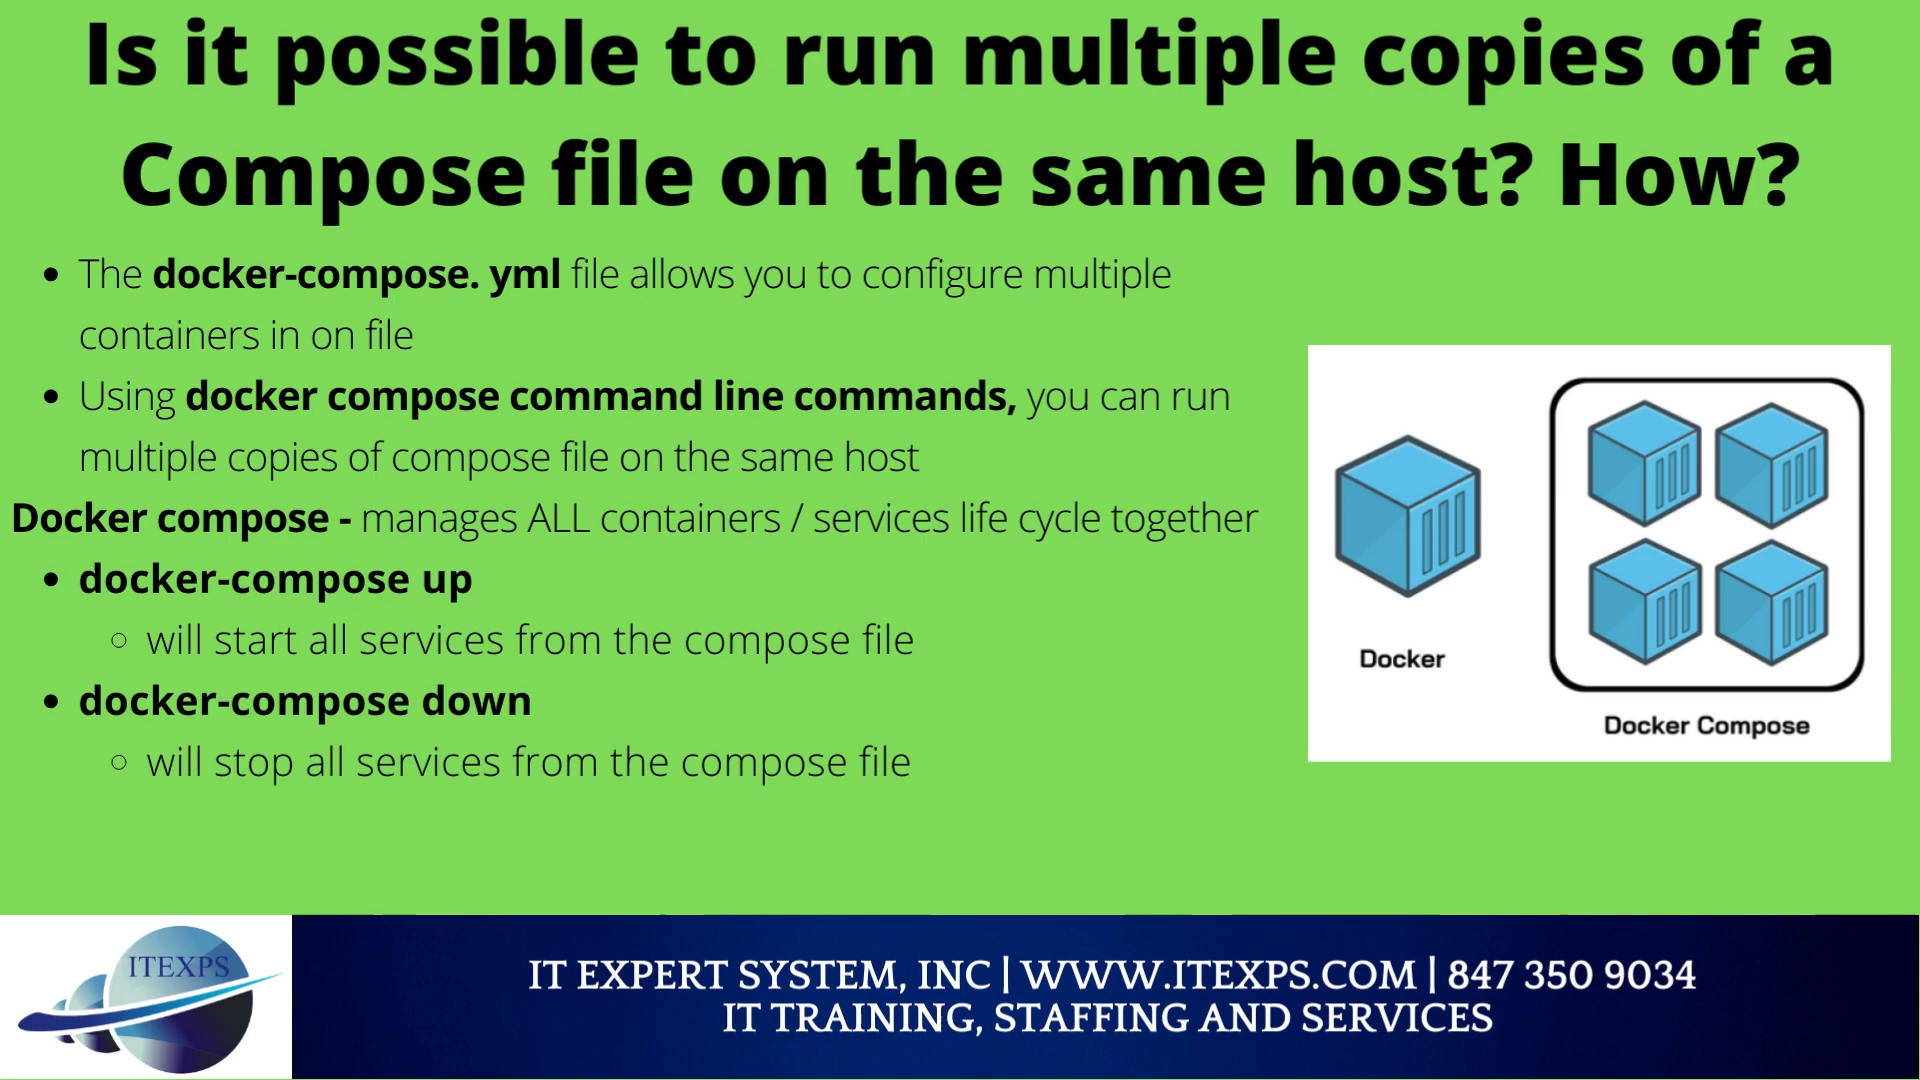 Is it possible to run multiple copies of a
Compose file on the same host? How?
• The docker-compose. yml file allows you to configure multiple
containers in on file
• Using docker compose command line commands, you can run
multiple copies of compose file on the same host
Docker compose - manages ALL containers / services life cycle together
• docker-compose up
○ will start all services from the compose file
• docker-compose down
○ will stop all services from the compose file
Docker
Docker Compose
ITEXPS
IT EXPERT SYSTEM, INC | WWW.ITEXPS.COM | 847 350 9034
IT TRAINING, STAFFING AND SERVICES